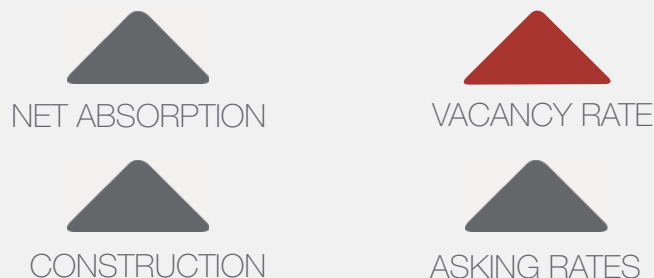 NET ABSORPTION
VACANCY RATE
CONSTRUCTION
ASKING RATES